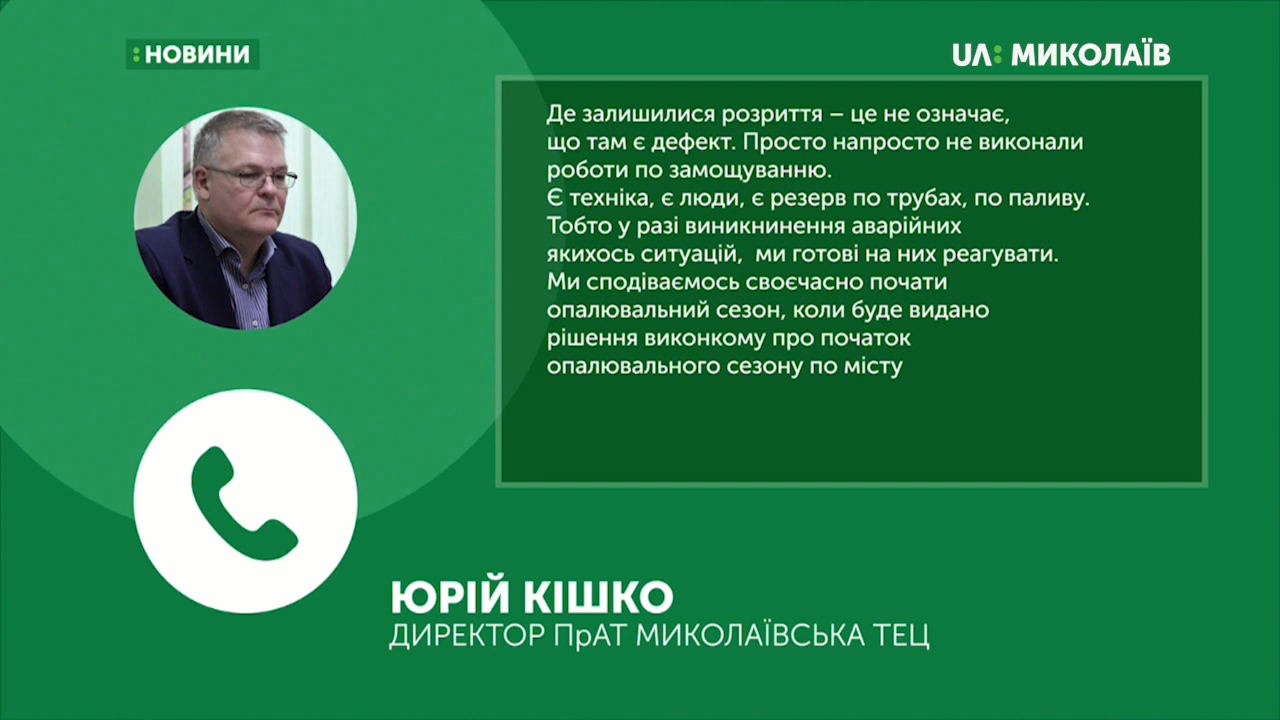 :НОВИНИ
UA: МИКОЛАЇВ
Де залишилися розриття – це не означає,
що там є дефект. Просто напросто не виконали
роботи по замощуванню.
Є техніка, є люди, є резерв по трубах, по паливу.
Тобто у разі виникнинення аварійних
якихось ситуацій,  ми готові на них реагувати.
Ми сподіваємось своєчасно почати
опалювальний сезон, коли буде видано
рішення виконкому про початок
опалювального сезону по місту
ЮРІЙ КІШКО
ДИРЕКТОР ПрАТ МИКОЛАЇВСЬКА ТЕЦ